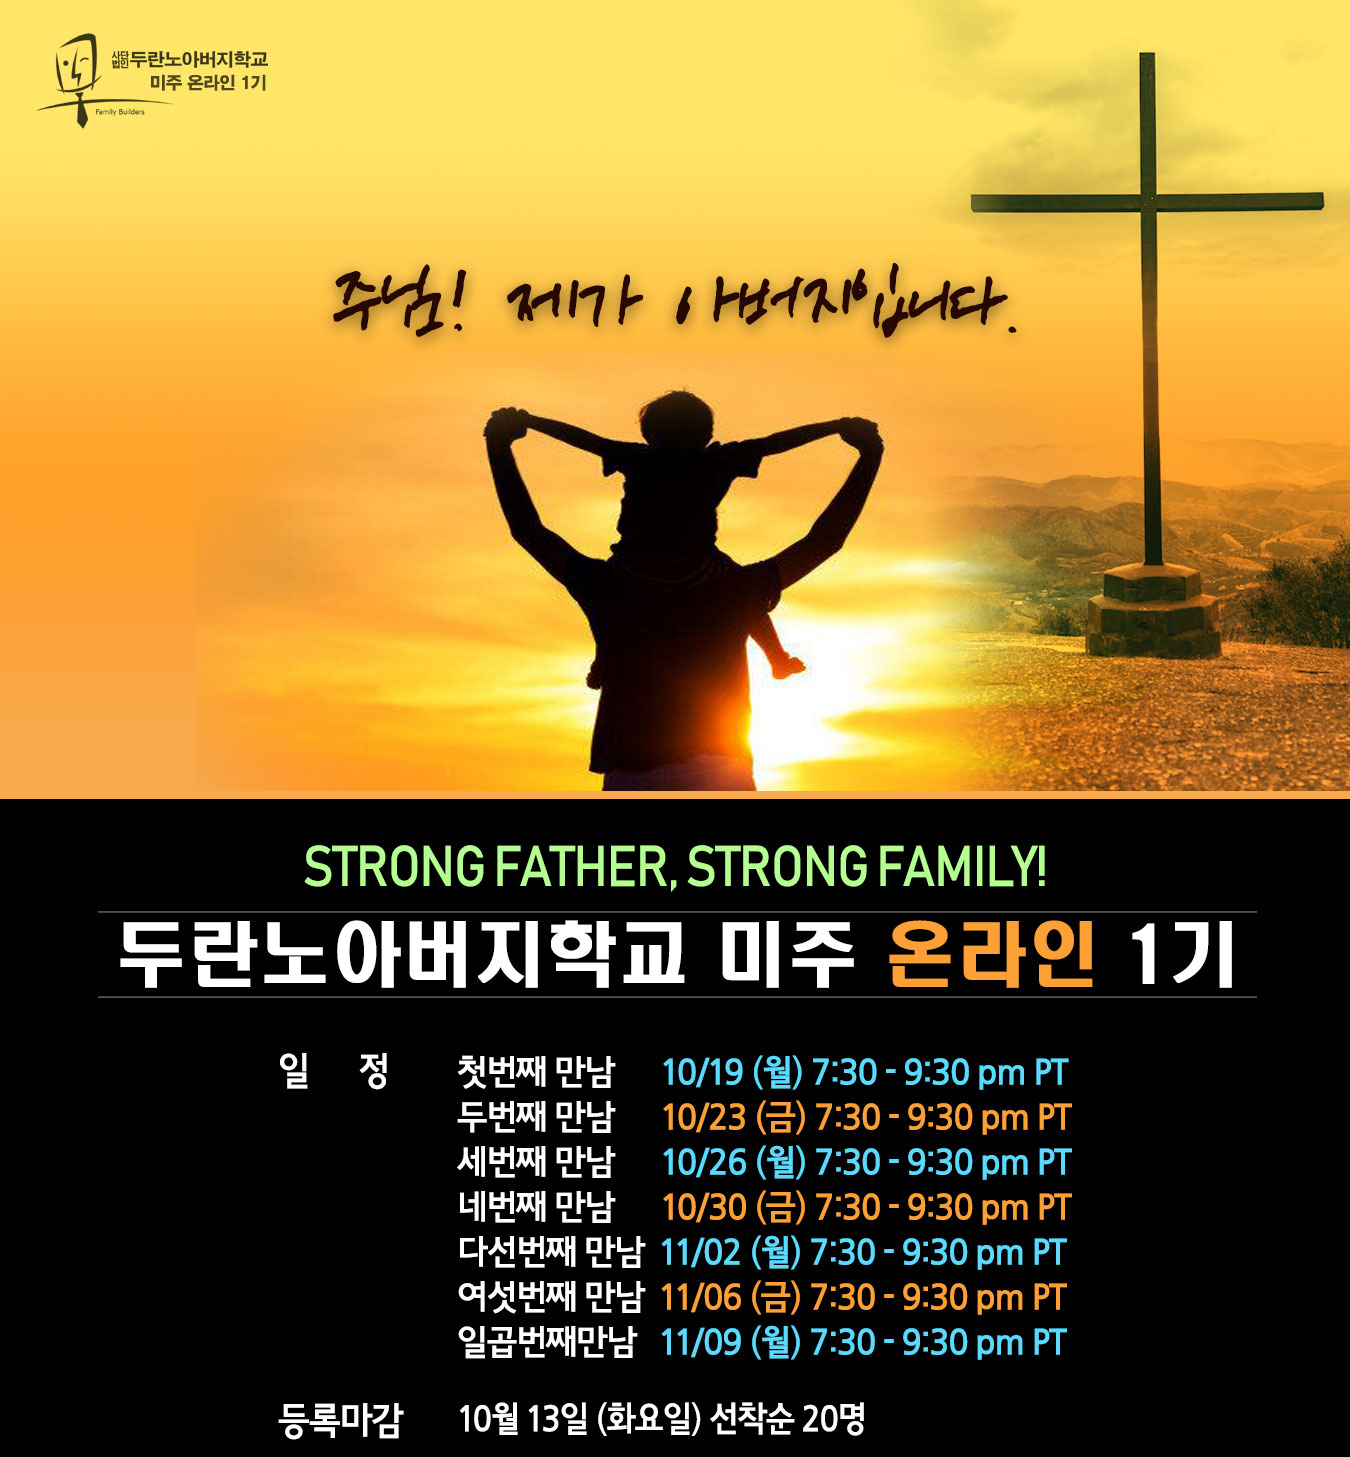 사단법인 두란노아버지학교
미주 온라인 1기
Family Builders
주님! 제가 아버지입니다.
STRONG FATHER, STRONG FAMILY!
두란노아버지학교 미주 온라인 1기
일 정 첫번째 만남 10/19 (월) 7:30 - 9:30 pm PT
두번째 만남 10/23 (금) 7:30 - 9:30 pm PT
세번째 만남 10/26 (월) 7:30 - 9:30 pm PT
네번째 만남 10/30 (금) 7:30 - 9:30 pm PT
다선번째 만남 11/02 (월) 7:30 - 9:30 pm PT
여섯번째 만남 11/06 (금) 7:30 - 9:30 pm PT
일곱번째만남 11/09 (월) 7:30 - 9:30 pm PT
등록마감 10월 13일 (화요일) 선착순 20명